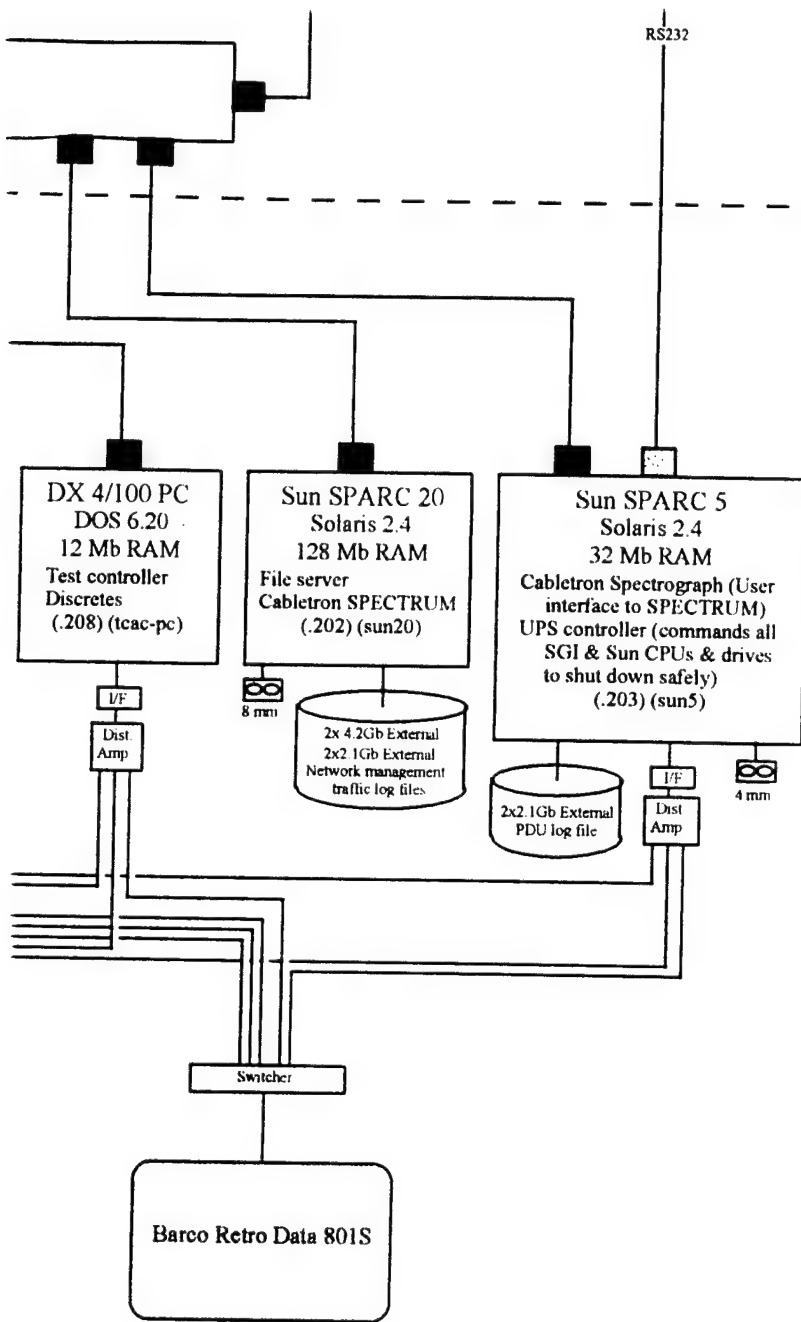 RS232
DX 4/100 PC
DOS 6.20
12 Mb RAM
Test controller
Discretes
(.208) (tcac-pc)
Sun SPARC 20
Solaris 2.4
128 Mb RAM
File server
Cabletron SPECTRUM
(.202) (sun20)
Sun SPARC 5
Solaris 2.4
32 Mb RAM
Cabletron Spectrograph (User
interface to SPECTRUM)
UPS controller (commands all
SGI & Sun CPUs & drives
to shut down safely)
(.203) (sun5)
I/F
Dist.
Amp
8 mm
2x 4.2Gb External
2x2.1Gb External
Network management
traffic log files
2x2.1Gb External
PDU log file
I/F
Dist
Amp
4 mm
Switcher
Barco Retro Data 801S